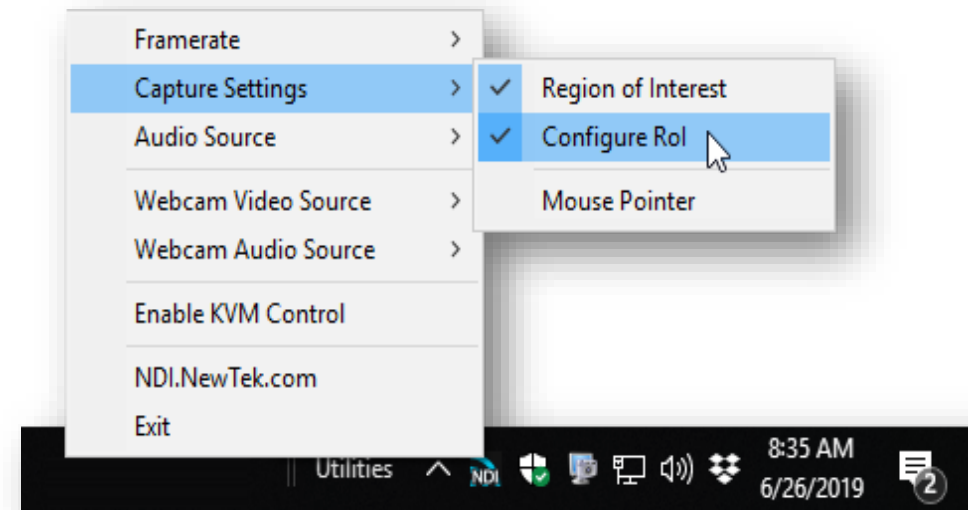 Framerate
Capture Settings
Audio Source
Webcam Video Source
Webcam Audio Source
Enable KVM Control
NDI.NewTek.com
Exit
Region of Interest
Configure RoI
Mouse Pointer
Utilities
NDI
8:35 AM
6/26/2019
2